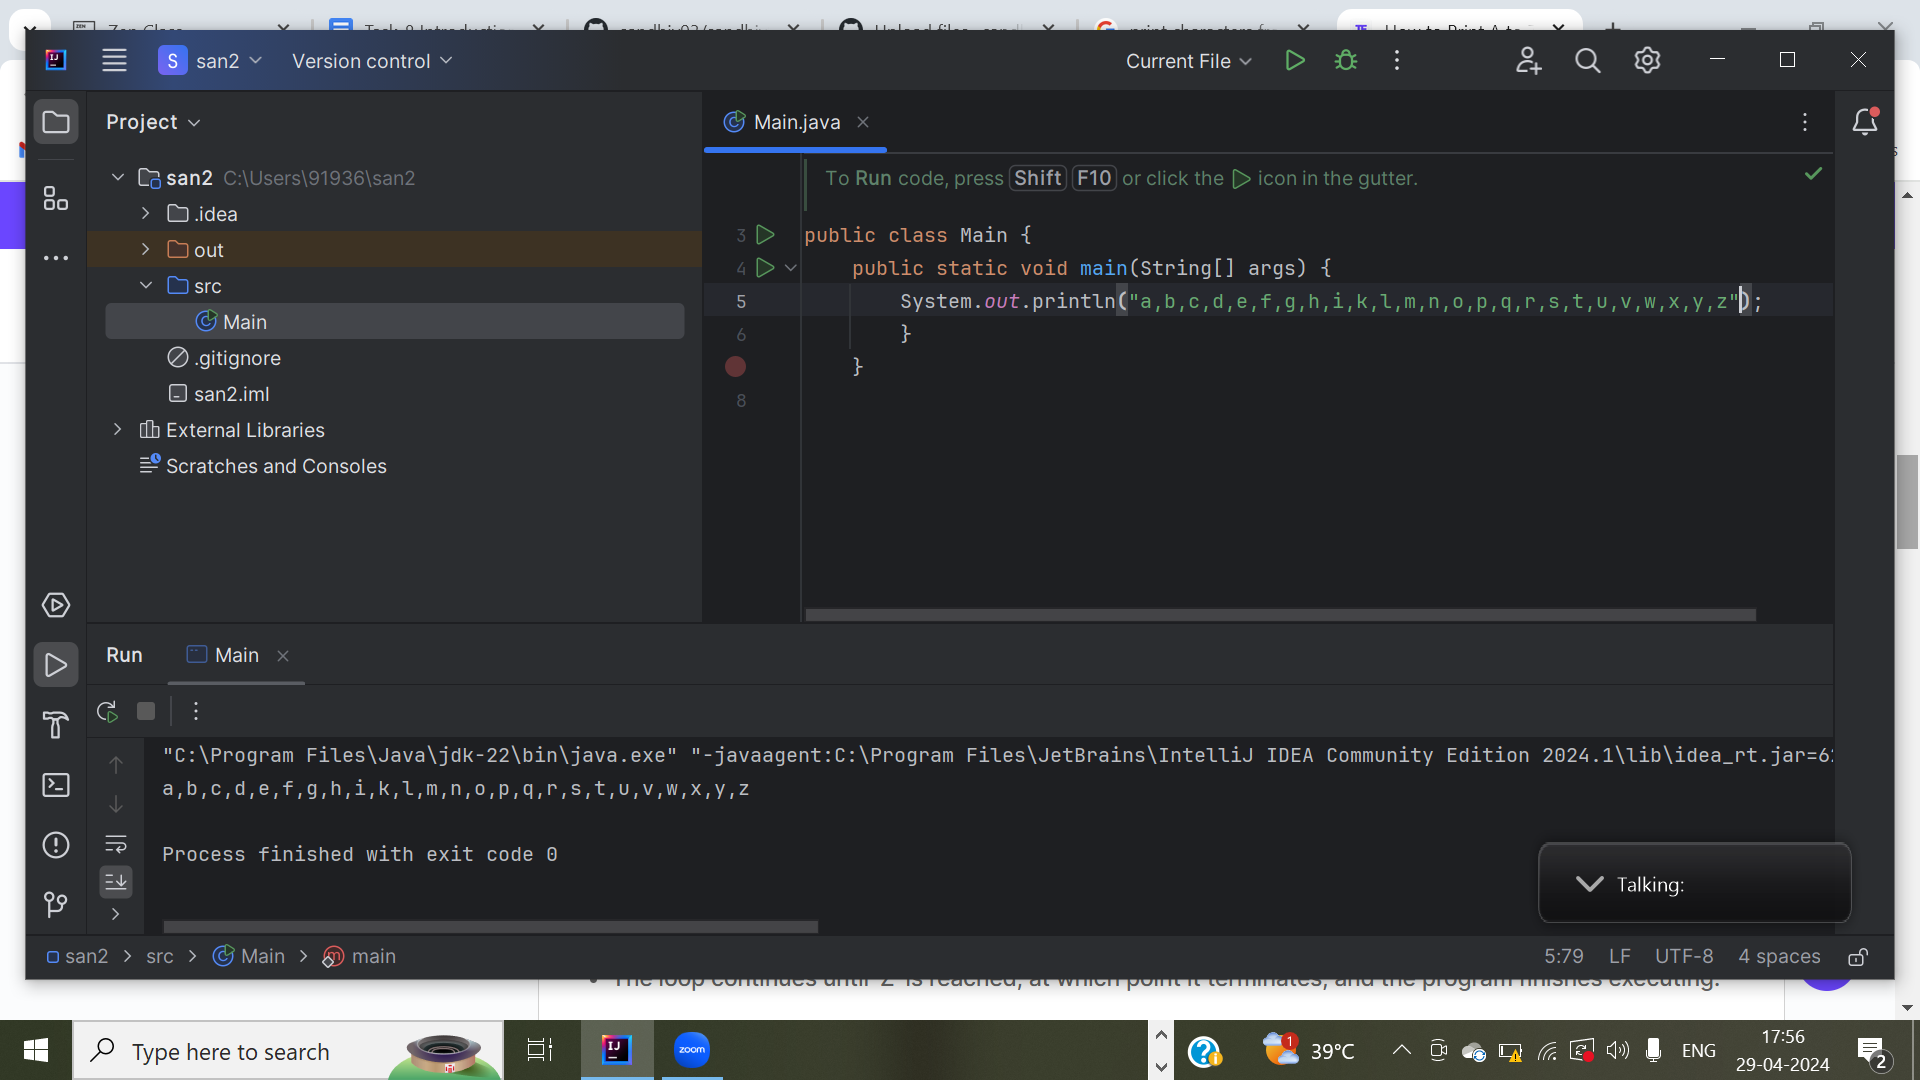 san2
Version control
Current File
Project
Main.java
san2 C:\Users\91936\san2
.idea
out
src
Main
.gitignore
san2.iml
External Libraries
Scratches and Consoles
To Run code, press Shift F10 or click the icon in the gutter.
3 public class Main {
4 public static void main(String[] args) {
5 System.out.println("a,b,c,d,e,f,g,h,i,k,l,m,n,o,p,q,r,s,t,u,v,w,x,y,z");
6 }
}
8
Run
Main
"C:\Program Files\Java\jdk-22\bin\java.exe" "-javaagent:C:\Program Files\JetBrains\IntelliJ IDEA Community Edition 2024.1\lib\idea_rt.jar=6
a,b,c,d,e,f,g,h,i,k,l,m,n,o,p,q,r,s,t,u,v,w,x,y,z
Process finished with exit code 0
Talking:
san2 > src > Main > main
5:79 LF UTF-8 4 spaces
The loop continues until 'Z' is reached, at which point it terminates, and the program finishes executing.
Type here to search
zoom
1
39°C
ENG
17:56
29-04-2024
2